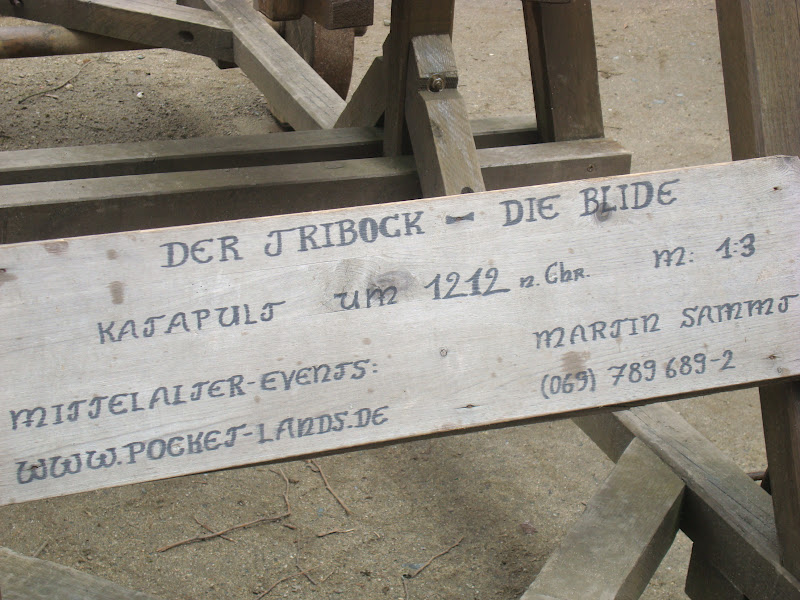 DER TRIBOCK – DIE BLIDE
KATAPULT UM 1212 n. Chr. M: 1:3
MITTELALTER-EVENTS: MARTIN SAMMT
WWW.POCKET-LANDS.DE (069) 789 689-2